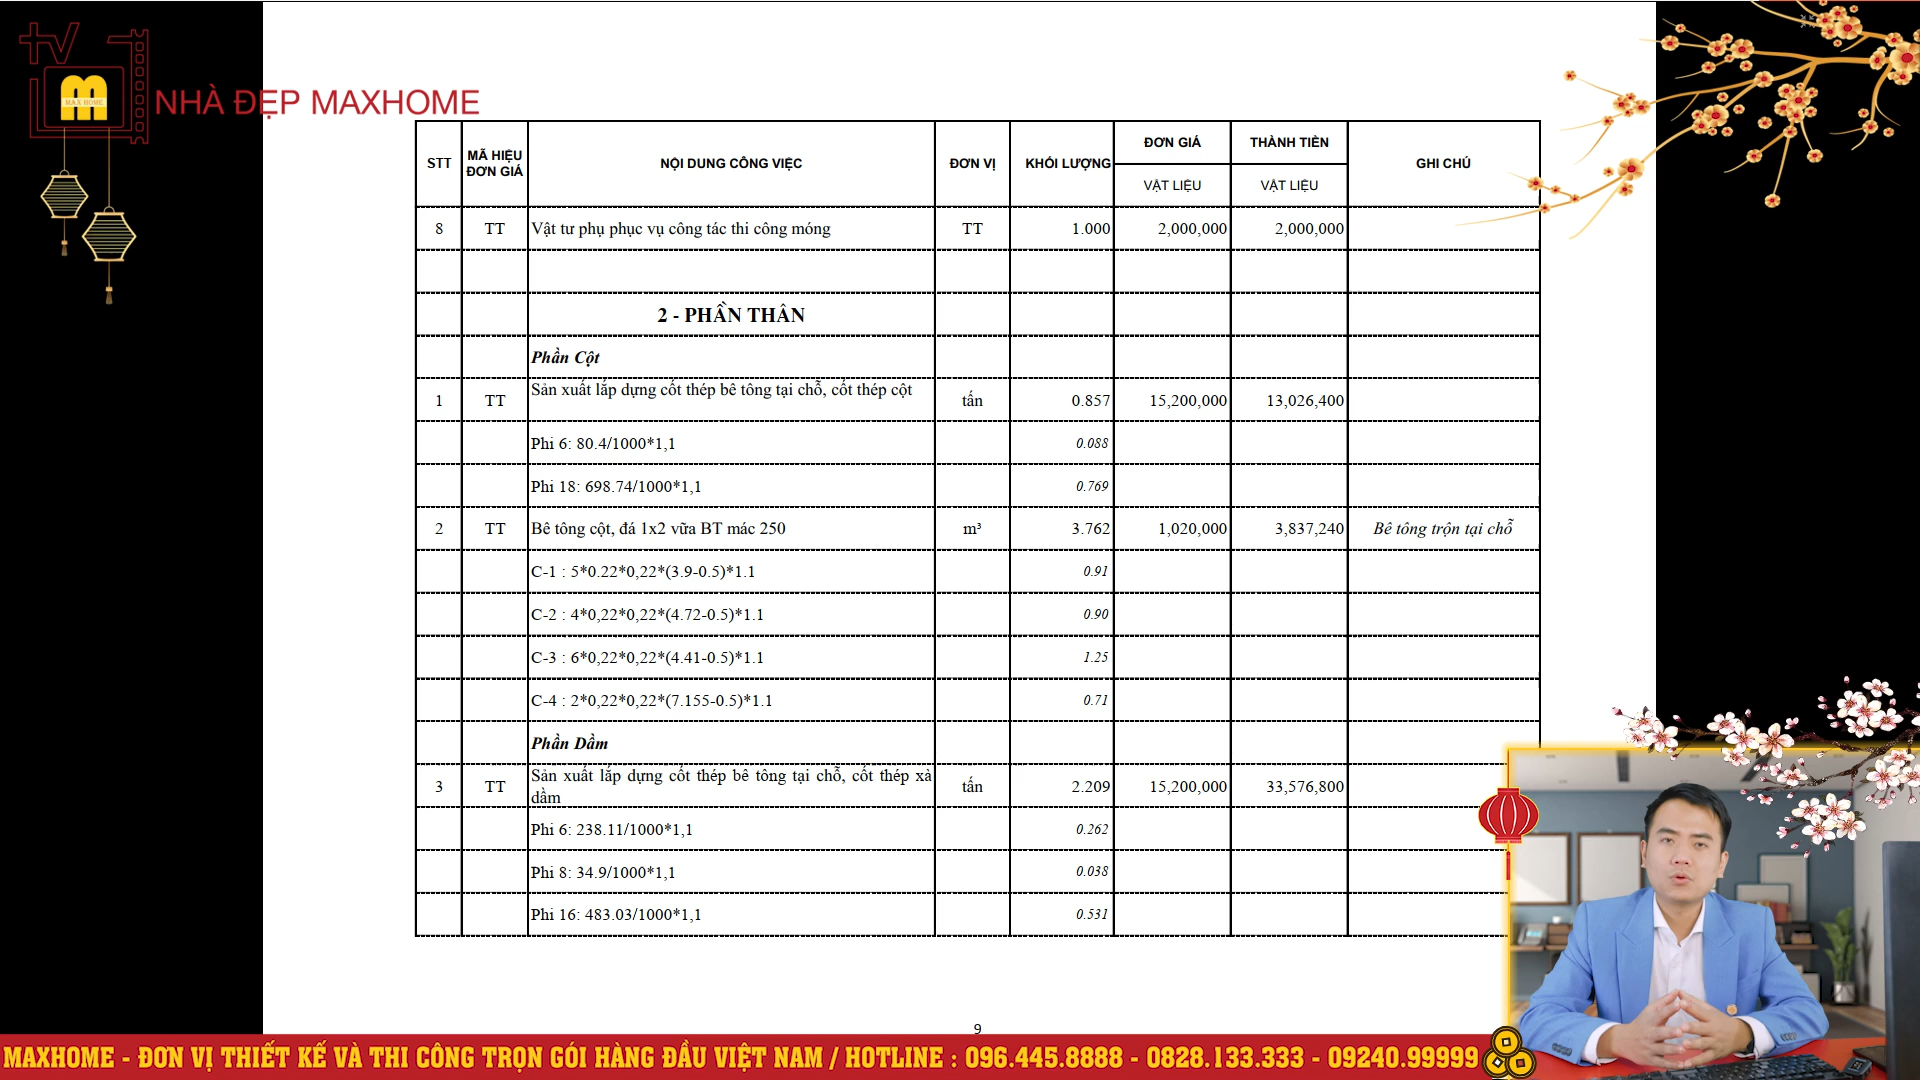 tv
MAX HOME
NHÀ ĐẸP MAXHOME
STT MÃ HIỆU ĐƠN GIÁ NỘI DUNG CÔNG VIỆC ĐƠN VỊ KHÓI LƯỢNG ĐƠN GIÁ THÀNH TIỀN GHI CHÚ
VẬT LIỆU VẬT LIỆU
8 TT Vật tư phụ phục vụ công tác thi công móng TT 1.000 2,000,000 2,000,000
2 - PHẦN THÂN
Phần Cột
1 TT Sản xuất lắp dựng cốt thép bê tông tại chỗ, cốt thép cột tấn 0.857 15,200,000 13,026,400
Phi 6: 80.4/1000*1,1 0.088
Phi 18: 698.74/1000*1,1 0.769
2 TT Bê tông cột, đá 1x2 vữa BT mác 250 m³ 3.762 1,020,000 3,837,240 Bê tông trộn tại chỗ
C-1 : 5*0.22*0,22*(3.9-0.5)*1.1 0.91
C-2 : 4*0,22*0,22*(4.72-0.5)*1.1 0.90
C-3 : 6*0,22*0,22*(4.41-0.5)*1.1 1.25
C-4 : 2*0,22*0,22*(7.155-0.5)*1.1 0.71
Phần Dầm
3 TT Sản xuất lắp dựng cốt thép bê tông tại chỗ, cốt thép xà dầm tấn 2.209 15,200,000 33,576,800
Phi 6: 238.11/1000*1,1 0.262
Phi 8: 34.9/1000*1,1 0.038
Phi 16: 483.03/1000*1,1 0.531
9
MAXHOME - ĐƠN VỊ THIẾT KẾ VÀ THI CÔNG TRỌN GÓI HÀNG ĐẦU VIỆT NAM / HOTLINE : 096.445.8888 - 0828.133.333 - 09240.99999